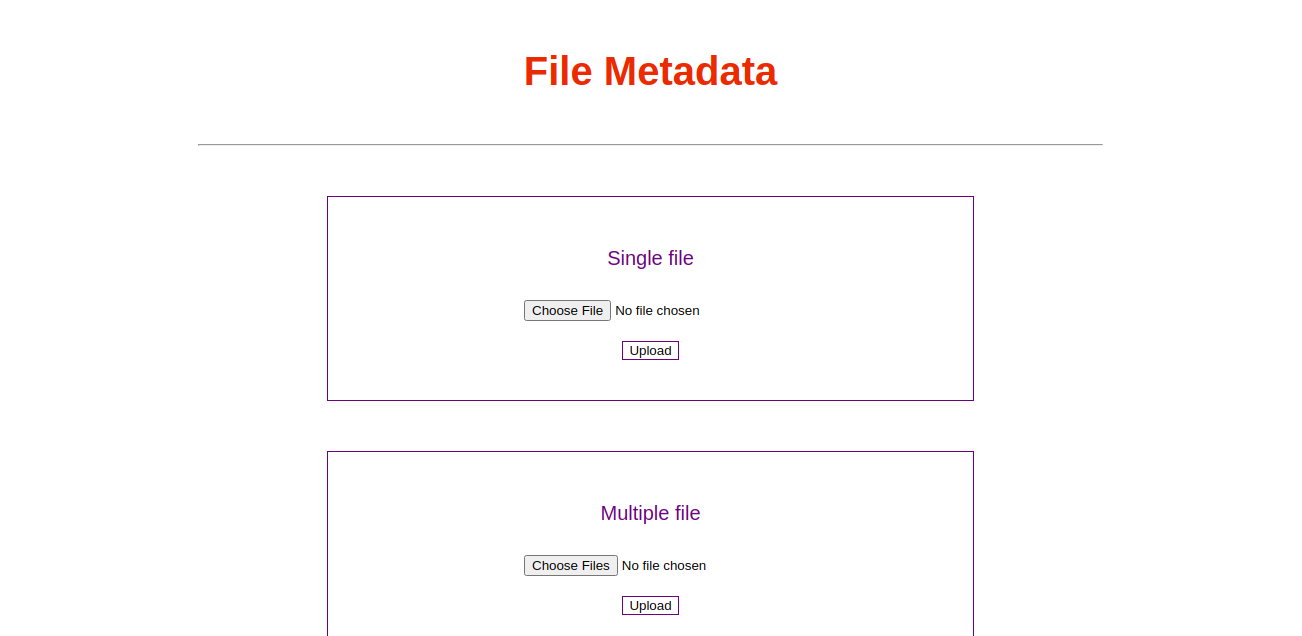 File Metadata
Single file
Choose File No file chosen
Upload
Multiple file
Choose Files No file chosen
Upload